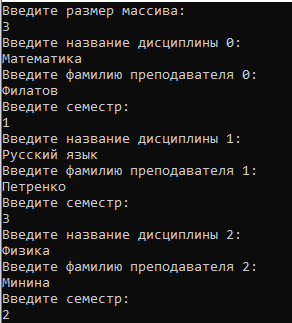 Введите размер массива:
3
Введите название дисциплины 0:
Математика
Введите фамилию преподавателя 0:
Филатов
Введите семестр:
1
Введите название дисциплины 1:
Русский язык
Введите фамилию преподавателя 1:
Петренко
Введите семестр:
3
Введите название дисциплины 2:
Физика
Введите фамилию преподавателя 2:
Минина
Введите семестр:
2